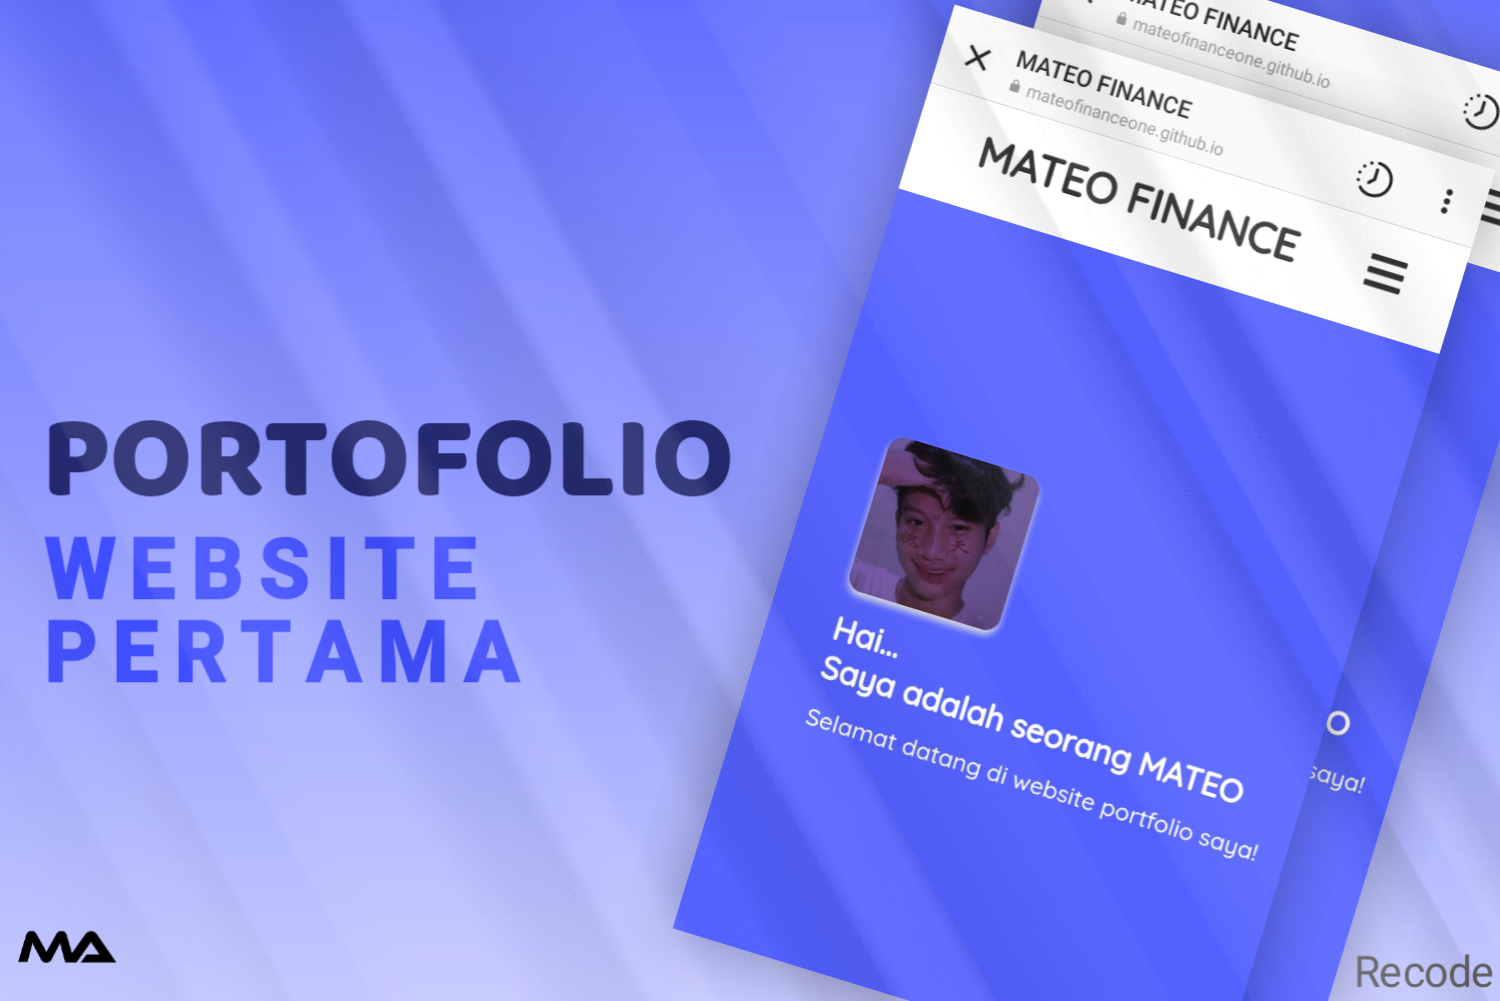 PORTOFOLIO
WEBSITE
PERTAMA
MATEO FINANCE
mateofinanceone.github.io
MATEO FINANCE
mateofinanceone.github.io
MATEO FINANCE
Hai...
Saya adalah seorang MATEO
Selamat datang di website portfolio saya!
O
saya!
MA
Recode